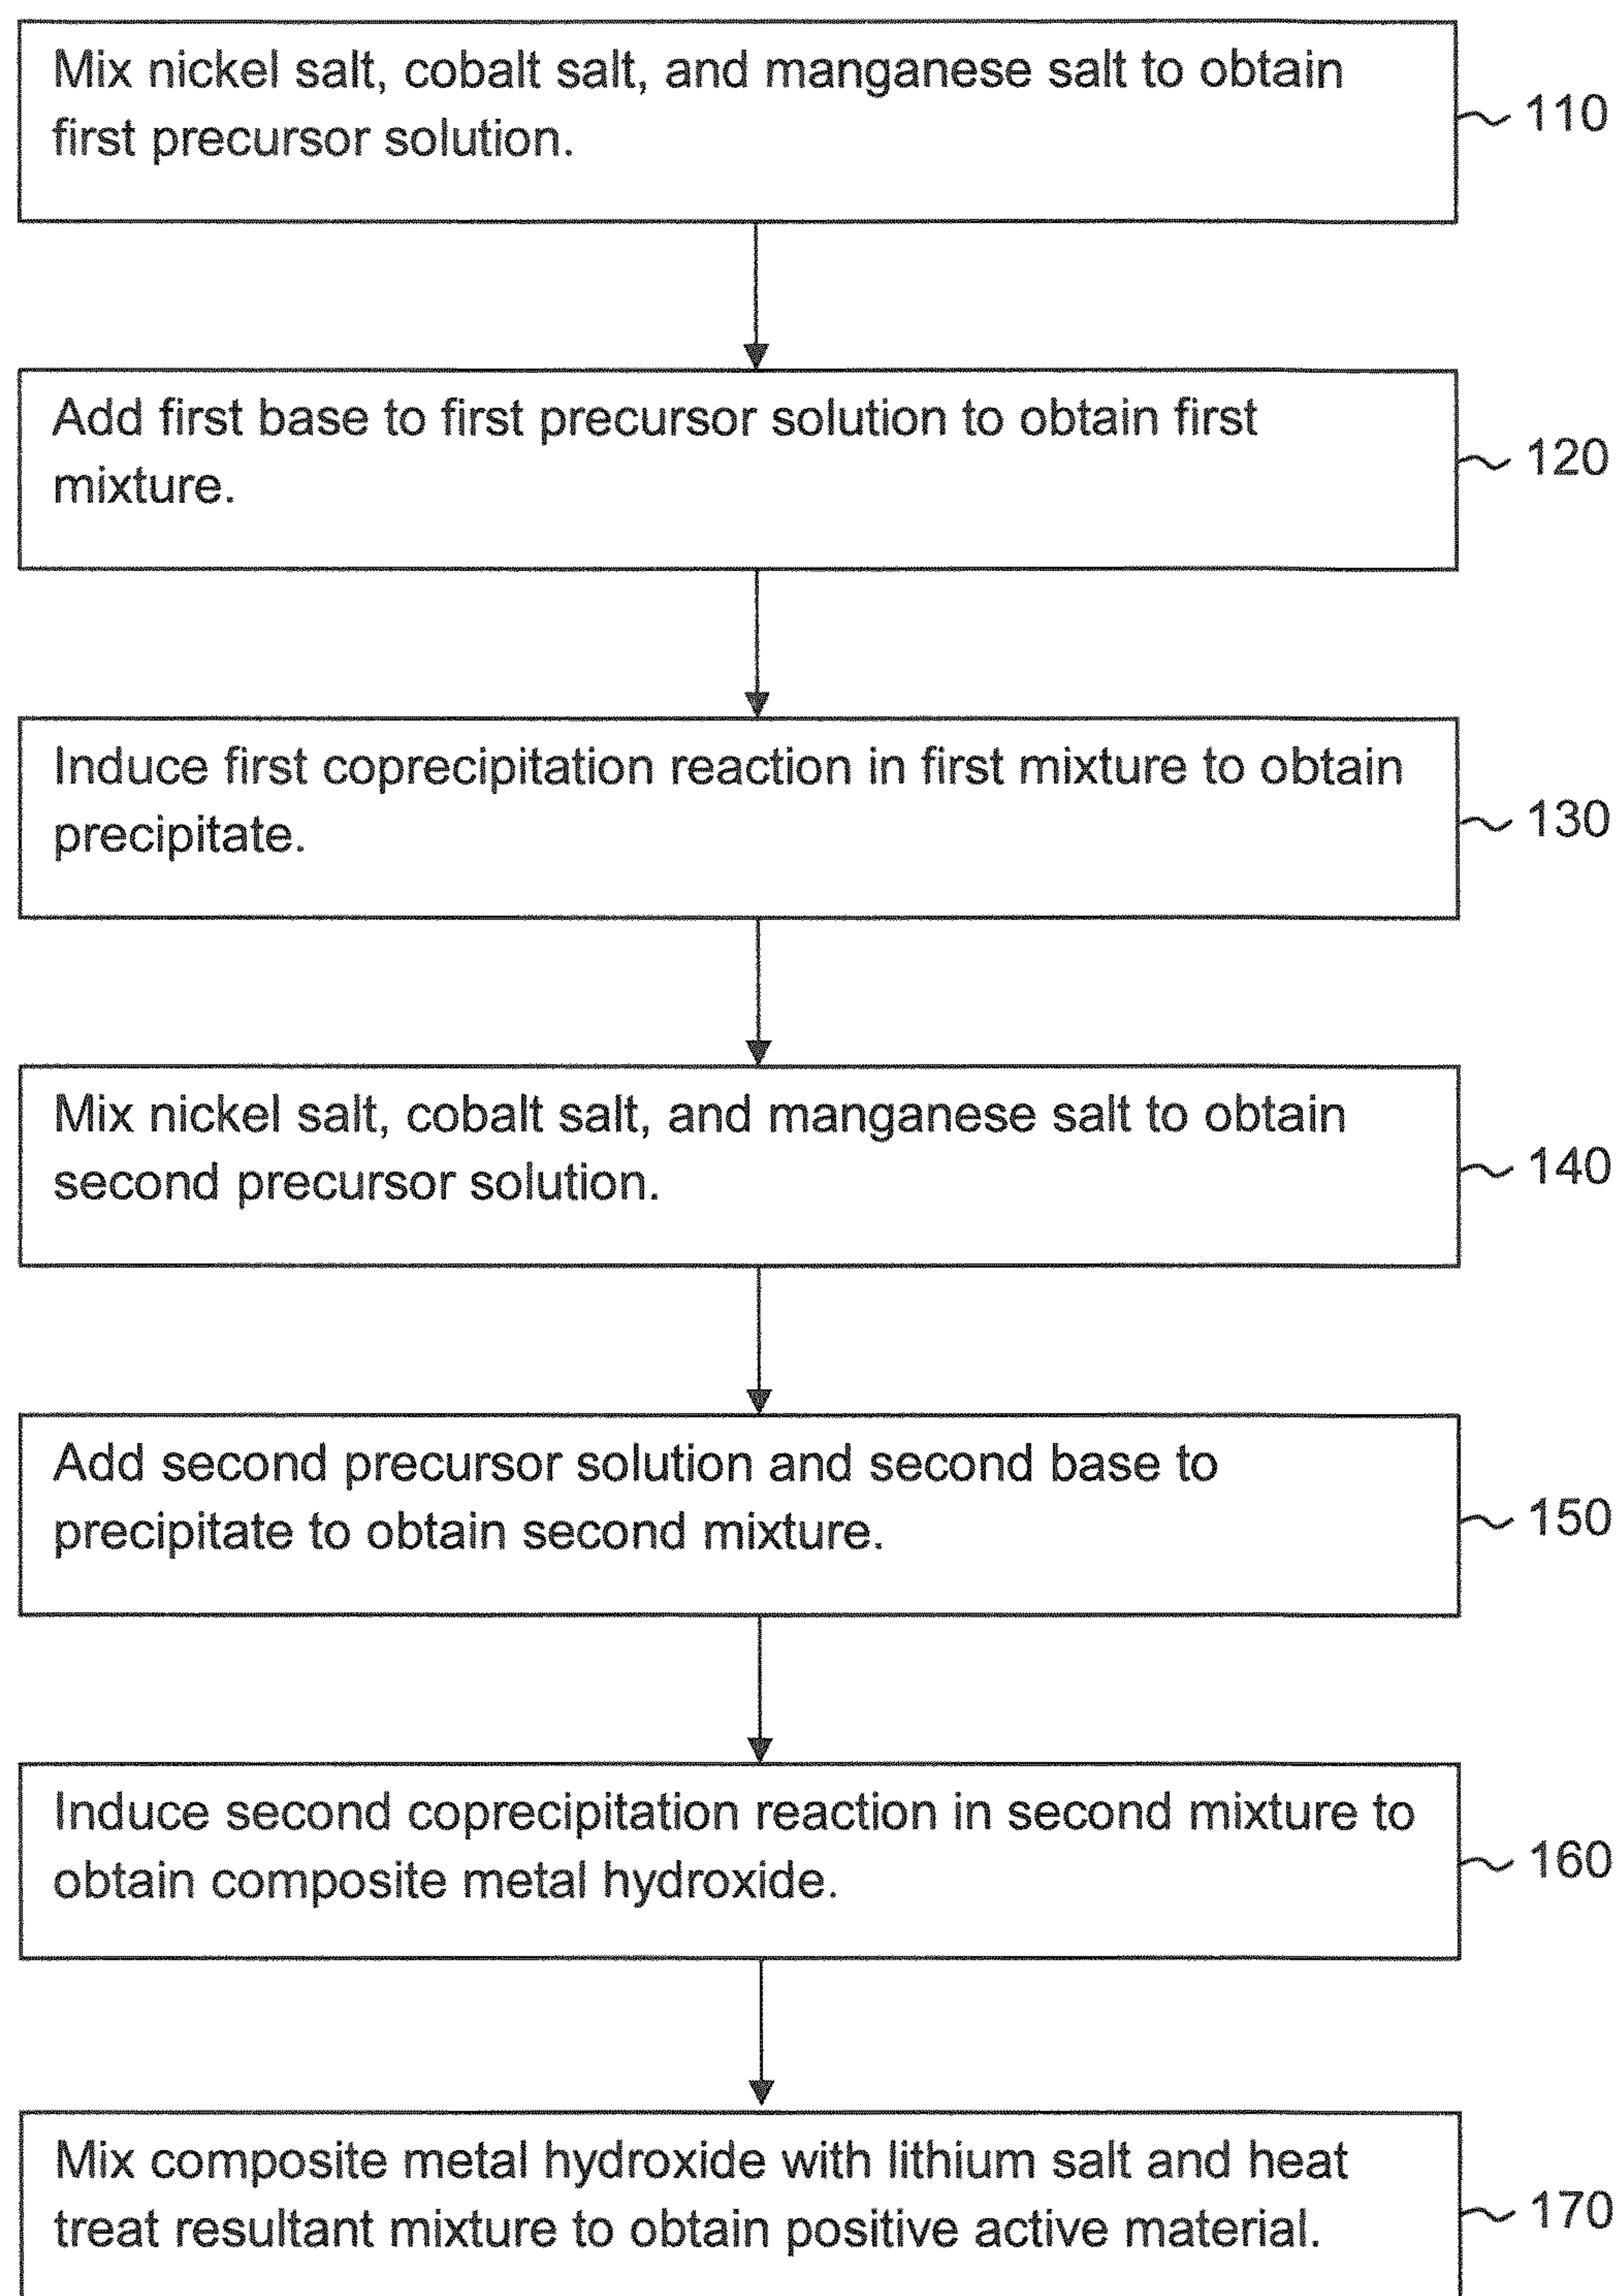 Mix nickel salt, cobalt salt, and manganese salt to obtain
first precursor solution.
110
Add first base to first precursor solution to obtain first
mixture.
120
Induce first coprecipitation reaction in first mixture to obtain
precipitate.
130
Mix nickel salt, cobalt salt, and manganese salt to obtain
second precursor solution.
140
Add second precursor solution and second base to
precipitate to obtain second mixture.
150
Induce second coprecipitation reaction in second mixture to
obtain composite metal hydroxide.
160
Mix composite metal hydroxide with lithium salt and heat
treat resultant mixture to obtain positive active material.
170